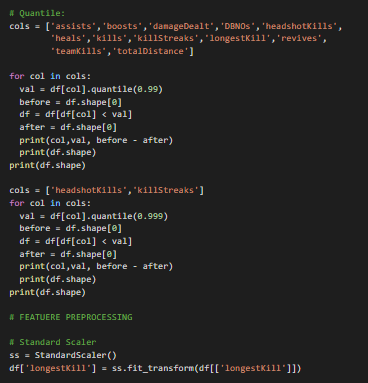 # Quantile:
cols = ['assists','boosts','damageDealt','DBNOs','headshotKills',
'heals','kills','killStreaks','longestKill','revives',
'teamKills','totalDistance']
for col in cols:
val = df[col].quantile(0.99)
before = df.shape[0]
df = df[df[col] < val]
after = df.shape[0]
print(col,val, before - after)
print(df.shape)
print(df.shape)
cols = ['headshotKills','killStreaks']
for col in cols:
val = df[col].quantile(0.999)
before = df.shape[0]
df = df[df[col] < val]
after = df.shape[0]
print(col,val, before - after)
print(df.shape)
print(df.shape)
# FEATUERE PREPROCESSING
# Standard Scaler
ss = StandardScaler()
df['longestKill'] = ss.fit_transform(df[['longestKill']])